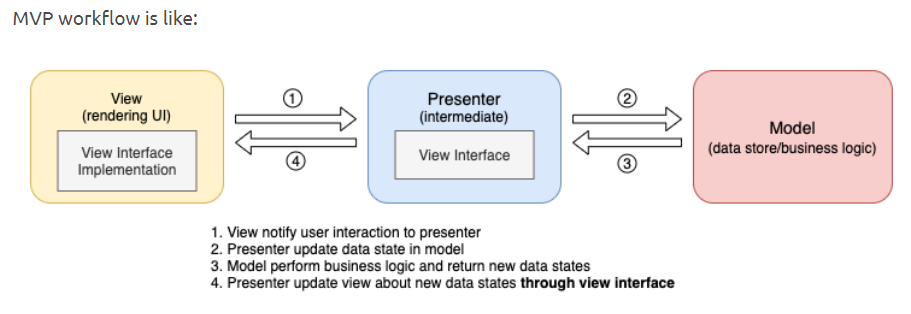 MVP workflow is like:
View
(rendering UI)
View Interface
Implementation
①
④
Presenter
(intermediate)
View Interface
②
③
Model
(data store/business logic)
1. View notify user interaction to presenter
2. Presenter update data state in model
3. Model perform business logic and return new data states
4. Presenter update view about new data states through view interface